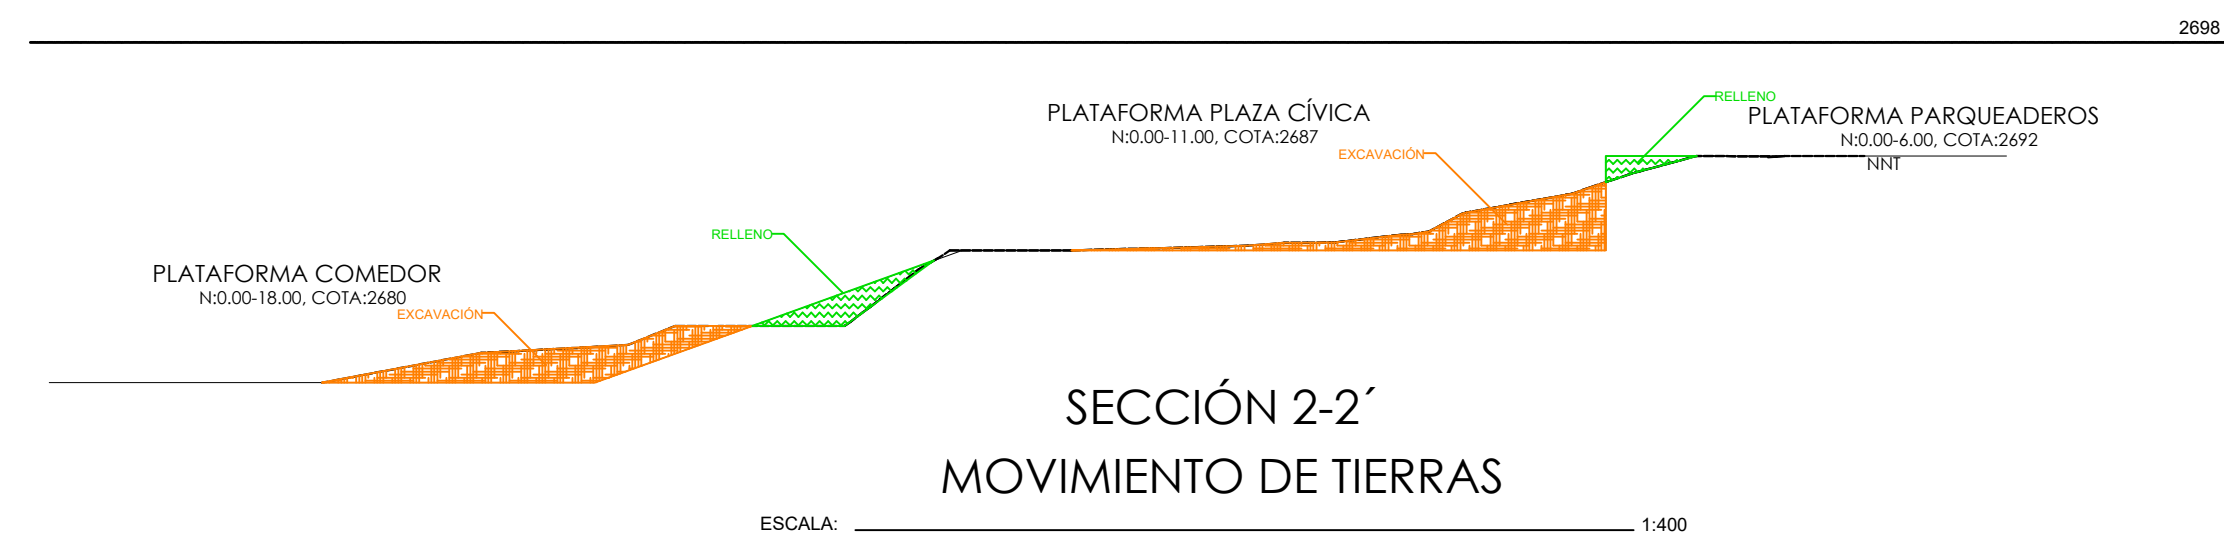 2698
PLATAFORMA PLAZA CÍVICA
N:0.00-11.00, COTA:2687
EXCAVACIÓN
RELLENO
PLATAFORMA PARQUEADEROS
N:0.00-6.00, COTA:2692
NNT
RELLENO
PLATAFORMA COMEDOR
N:0.00-18.00, COTA:2680
EXCAVACIÓN
SECCIÓN 2-2´
MOVIMIENTO DE TIERRAS
ESCALA: 1:400